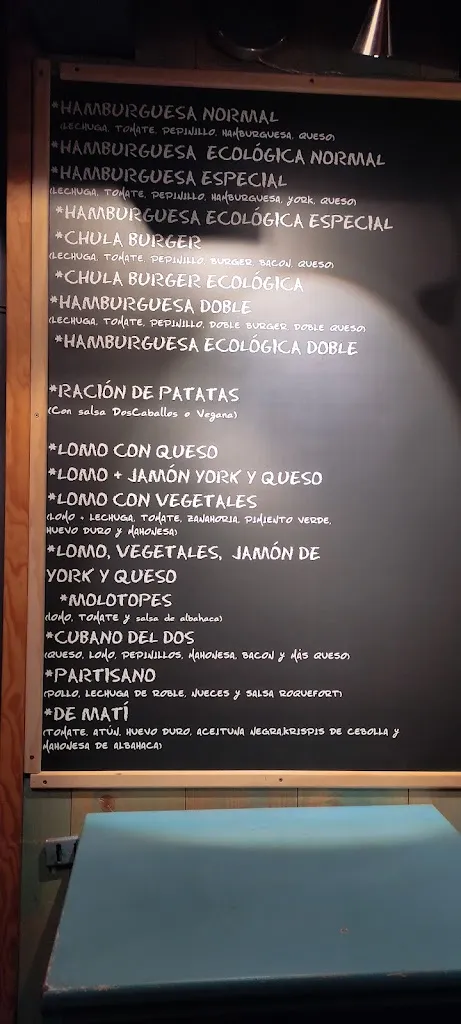 *HAMBURGUESA NORMAL
(LECHUGA, TOMATE, PEPINILLO, HAMBURGUESA, QUESO)
*HAMBURGUESA ECOLÓGICA NORMAL
*HAMBURGUESA ESPECIAL
(LECHUGA, TOMATE, PEPINILLO, HAMBURGUESA, YORK, QUESO)
*HAMBURGUESA ECOLÓGICA ESPECIAL
*CHULA BURGER
(LECHUGA, TOMATE, PEPINILLO, BURGER, BACON, QUESO)
*CHULA BURGER ECOLÓGICA
*HAMBURGUESA DOBLE
(LECHUGA, TOMATE, PEPINILLO, DOBLE BURGER, DOBLE QUESO)
*HAMBURGUESA ECOLÓGICA DOBLE
*RACIÓN DE PATATAS
(Con salsa DosCaballos o Vegana)
*LOMO CON QUESO
*LOMO + JAMÓN YORK Y QUESO
*LOMO CON VEGETALES
(LOMO + LECHUGA, TOMATE, ZANAHORIA, PIMIENTO VERDE,
HUEVO DURO y MAHONESA)
*LOMO, VEGETALES, JAMÓN DE
YORK Y QUESO
*MOLOTOPES
(LOMO, TOMATE y salsa de albahaca)
*CUBANO DEL DOS
(QUESO, LOMO, PEPINILLOS, MAHONESA, BACON y MÁS QUESO)
*PARTISANO
(POLLO, LECHUGA DE ROBLE, NUECES y SALSA ROQUEFORT)
*DE MATÍ
(TOMATE, ATÚN, HUEVO DURO, ACEITUNA NEGRA,KRISPIS DE CEBOLLA y
MAHONESA DE ALBAHACA)